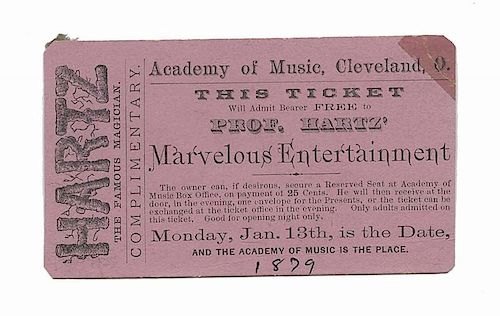 HARTZ
THE FAMOUS MAGICIAN.
COMPLIMENTARY.
Academy of Music, Cleveland, O.
THIS TICKET
Will Admit Bearer FREE to
PROF. HARTZ'
Marvelous Entertainment
The owner can, if desirous, secure a Reserved Seat at Academy of
Music Box Office, on payment of 25 Cents. He will then receive at the
door, in the evening, one envelope for the Presents, or the ticket can be
exchanged at the ticket office in the evening. Only adults admitted on
this ticket. Good for opening night only.
Monday, Jan. 13th, is the Date,
AND THE ACADEMY OF MUSIC IS THE PLACE.
1879